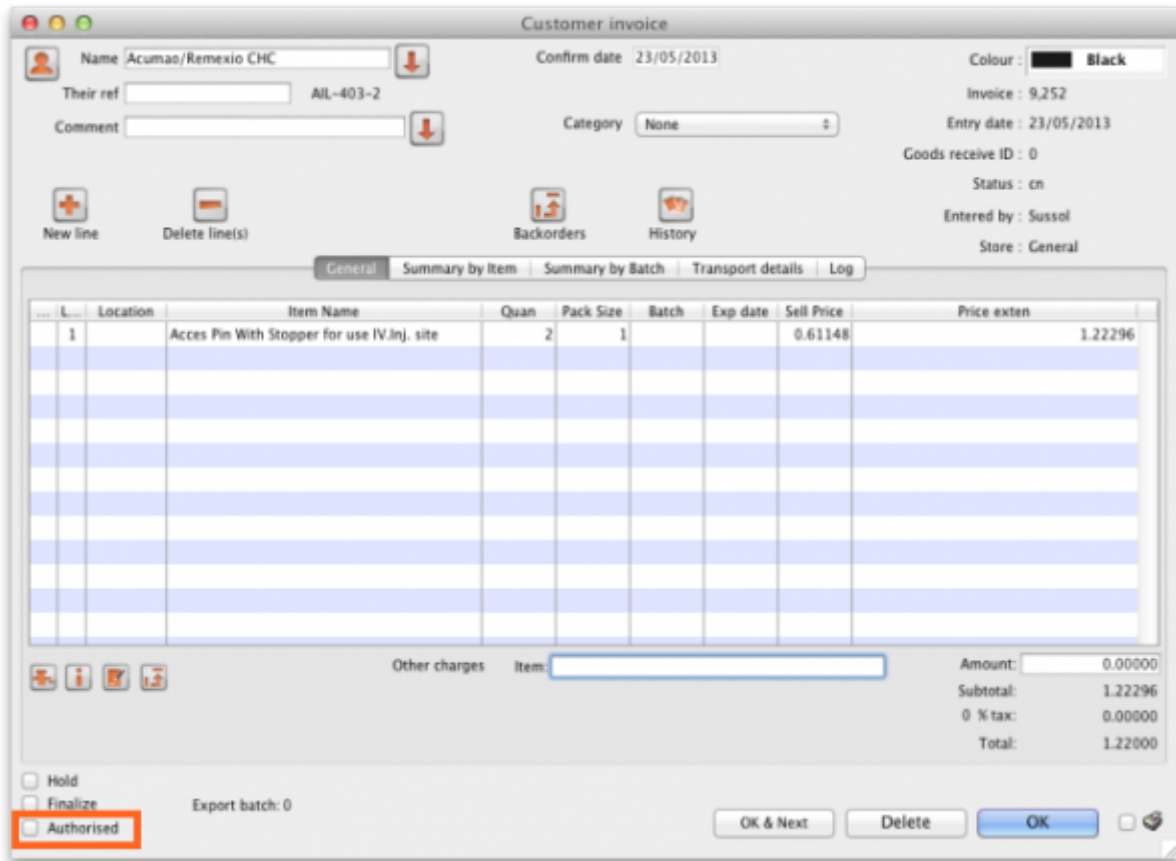 Customer invoice
Name Acumao/Remexio CHC
Confirm date 23/05/2013
Colour : Black
Their ref AIL-403-2
Invoice : 9,252
Comment
Category None
Entry date : 23/05/2013
Goods receive ID : 0
Status : cn
New line Delete line(s) Backorders History
Entered by : Sussol
Store : General
General Summary by Item Summary by Batch Transport details Log
... L... Location Item Name Quan Pack Size Batch Exp date Sell Price Price exten
1 Acces Pin With Stopper for use IV.Inj. site 2 1 0.61148 1.22296
Other charges Item: Amount: 0.00000
Subtotal: 1.22296
0 % tax: 0.00000
Total: 1.22000
Hold
Finalize Export batch: 0
Authorised
OK & Next Delete OK